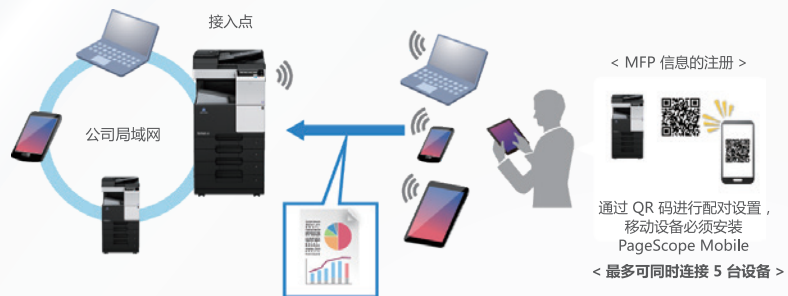 接入点
公司局域网
< MFP 信息的注册 >
通过 QR 码进行配对设置，
移动设备必须安装
PageScope Mobile
< 最多可同时连接 5 台设备 >